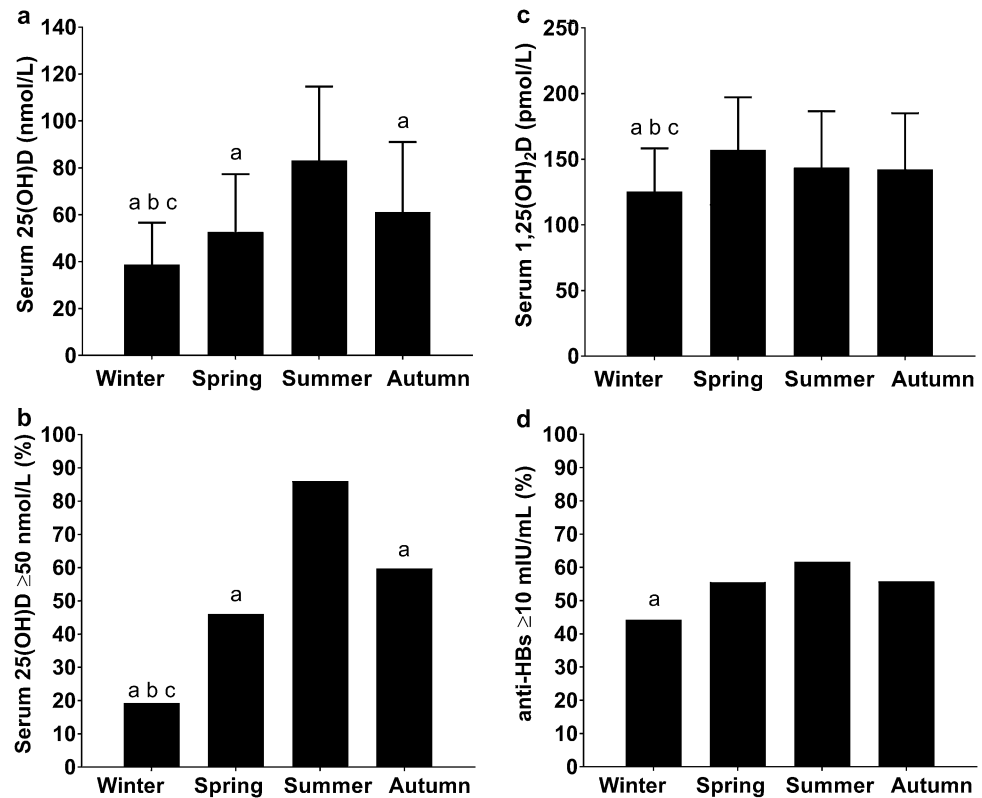 a
Serum 25(OH)D (nmol/L)
140
120
100
80
60
40
20
0
a b c
a
a
Winter Spring Summer Autumn
c
Serum 1,25(OH)₂D (pmol/L)
250
200
150
100
50
0
a b c
Winter Spring Summer Autumn
b
Serum 25(OH)D ≥50 nmol/L (%)
100
90
80
70
60
50
40
30
20
10
0
a b c
a
a
Winter Spring Summer Autumn
d
anti-HBs ≥10 mIU/mL (%)
100
90
80
70
60
50
40
30
20
10
0
a
Winter Spring Summer Autumn